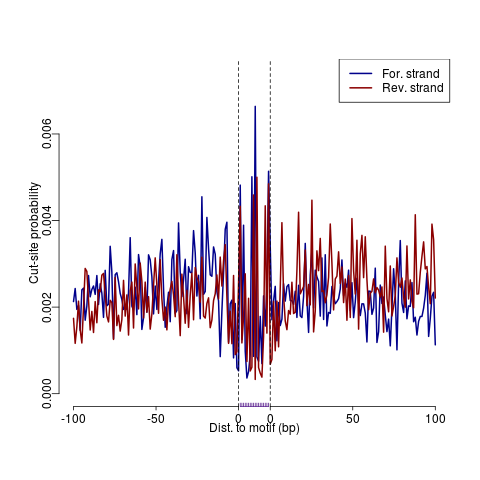 For. strand
Rev. strand
Cut-site probability
0.006
0.004
0.002
0.000
-100 -50 0 0 50 100
Dist. to motif (bp)